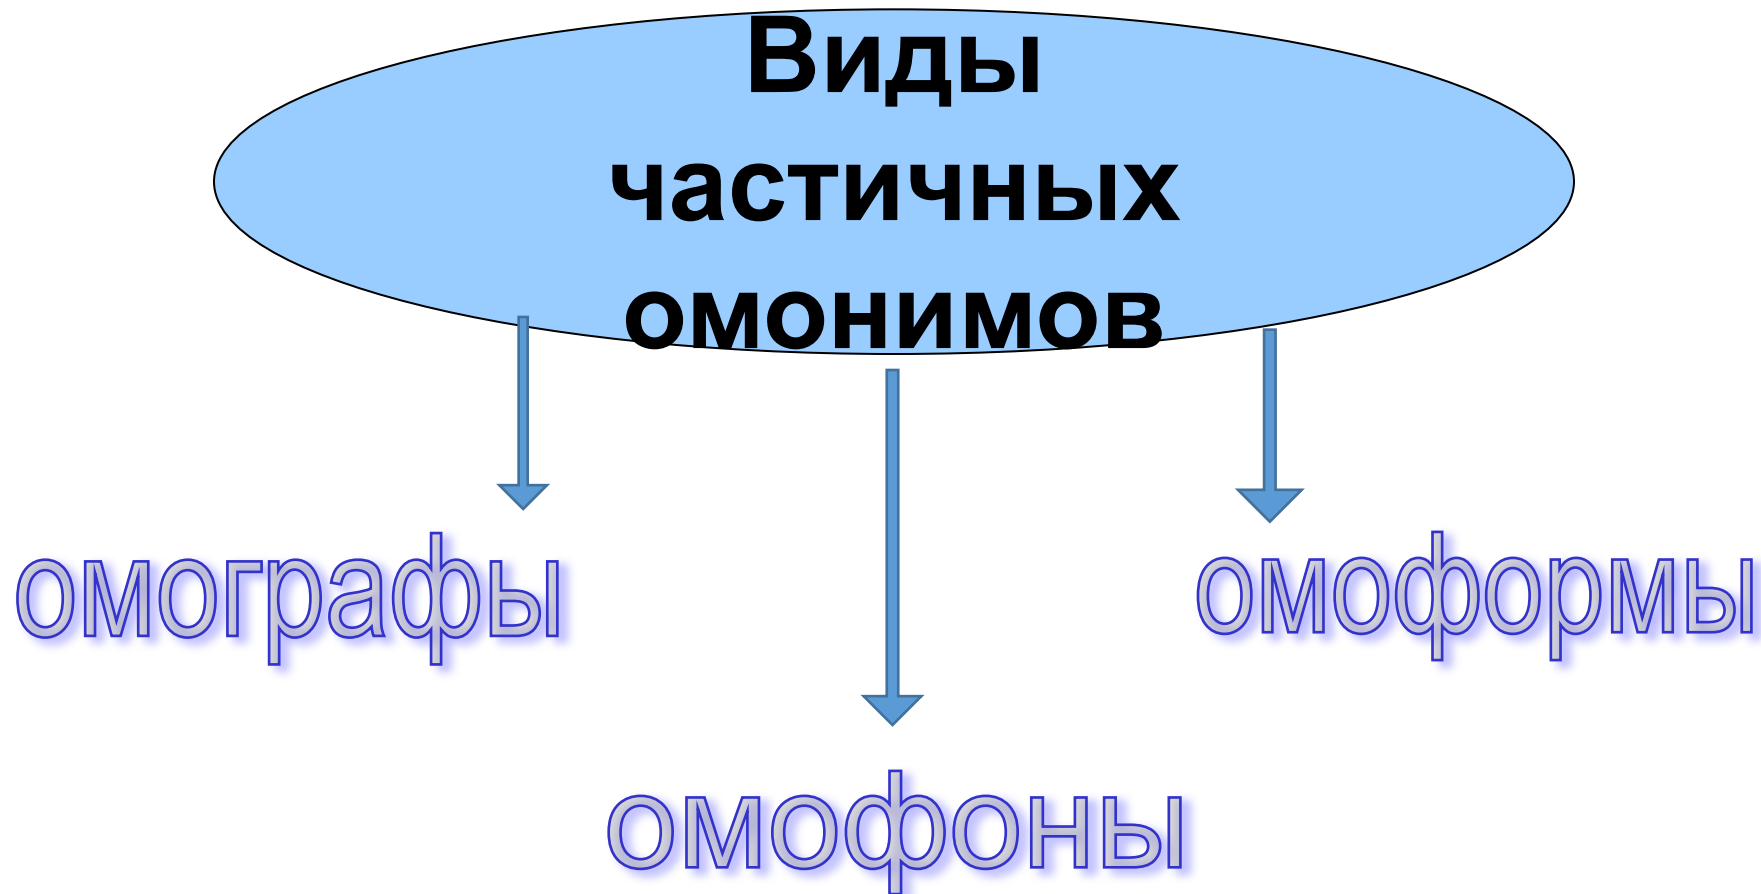 Виды
частичных
омонимов
омографы
омоформы
омофоны